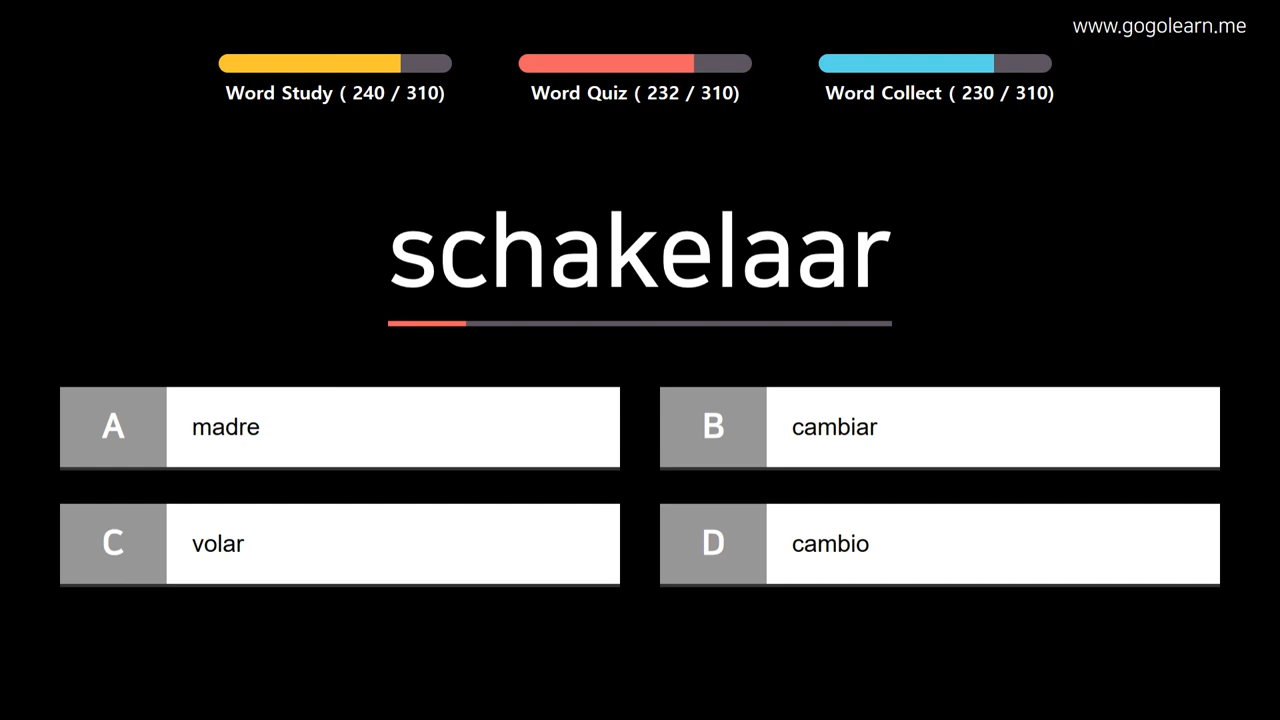 www.gogolearn.me
Word Study ( 240 / 310)
Word Quiz ( 232 / 310)
Word Collect ( 230 / 310)
schakelaar
A madre
B cambiar
C volar
D cambio